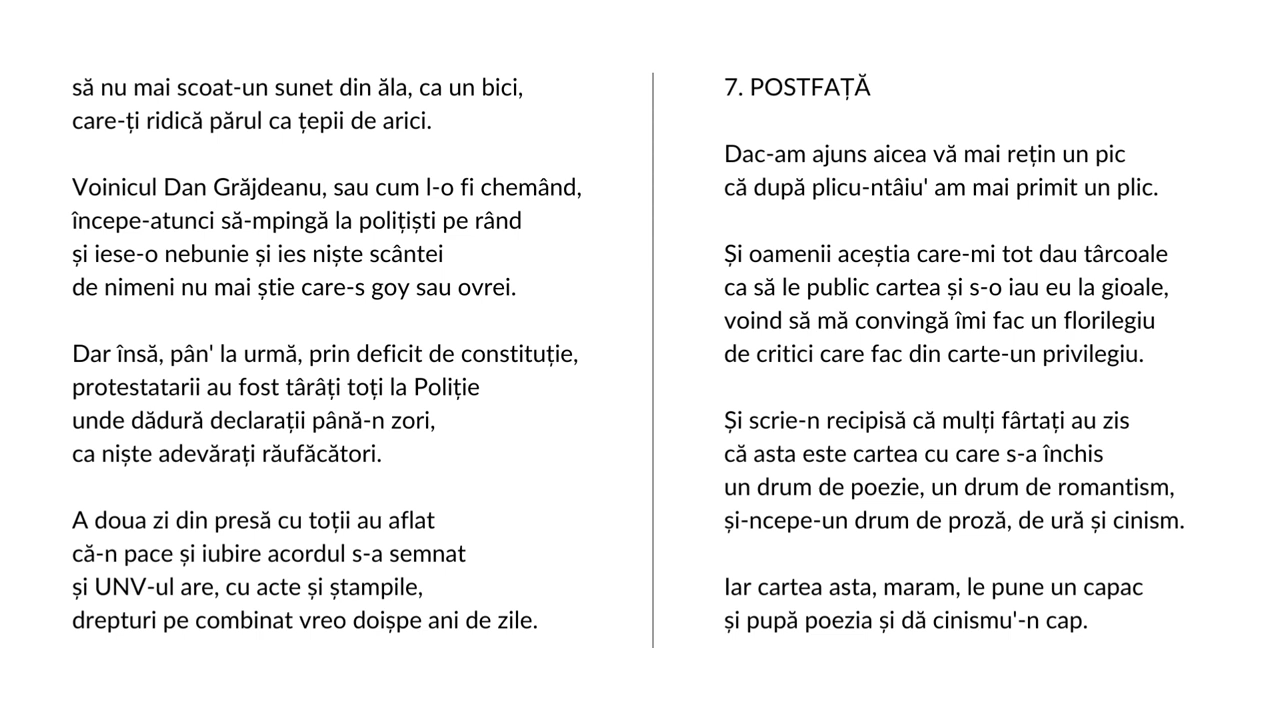 să nu mai scoat-un sunet din ăla, ca un bici,
care-ți ridică părul ca țepii de arici.
Voinicul Dan Grăjdeanu, sau cum l-o fi chemând,
începe-atunci să-mpingă la polițiști pe rând
și iese-o nebunie și ies niște scântei
de nimeni nu mai știe care-s goy sau ovrei.
Dar însă, pân' la urmă, prin deficit de constituție,
protestatarii au fost târâți toți la Poliție
unde dădură declarații până-n zori,
ca niște adevărați răufăcători.
A doua zi din presă cu toții au aflat
că-n pace și iubire acordul s-a semnat
și UNV-ul are, cu acte și ștampile,
drepturi pe combinat vreo doișpe ani de zile.
7. POSTFAȚĂ
Dac-am ajuns aicea vă mai rețin un pic
că după plicu-ntâiu' am mai primit un plic.
Și oamenii aceștia care-mi tot dau târcoale
ca să le public cartea și s-o iau eu la gioale,
voind să mă convingă îmi fac un florilegiu
de critici care fac din carte-un privilegiu.
Și scrie-n recipisă că mulți fârtați au zis
că asta este cartea cu care s-a închis
un drum de poezie, un drum de romantism,
și-ncepe-un drum de proză, de ură și cinism.
Iar cartea asta, maram, le pune un capac
și pupă poezia și dă cinismu'-n cap.